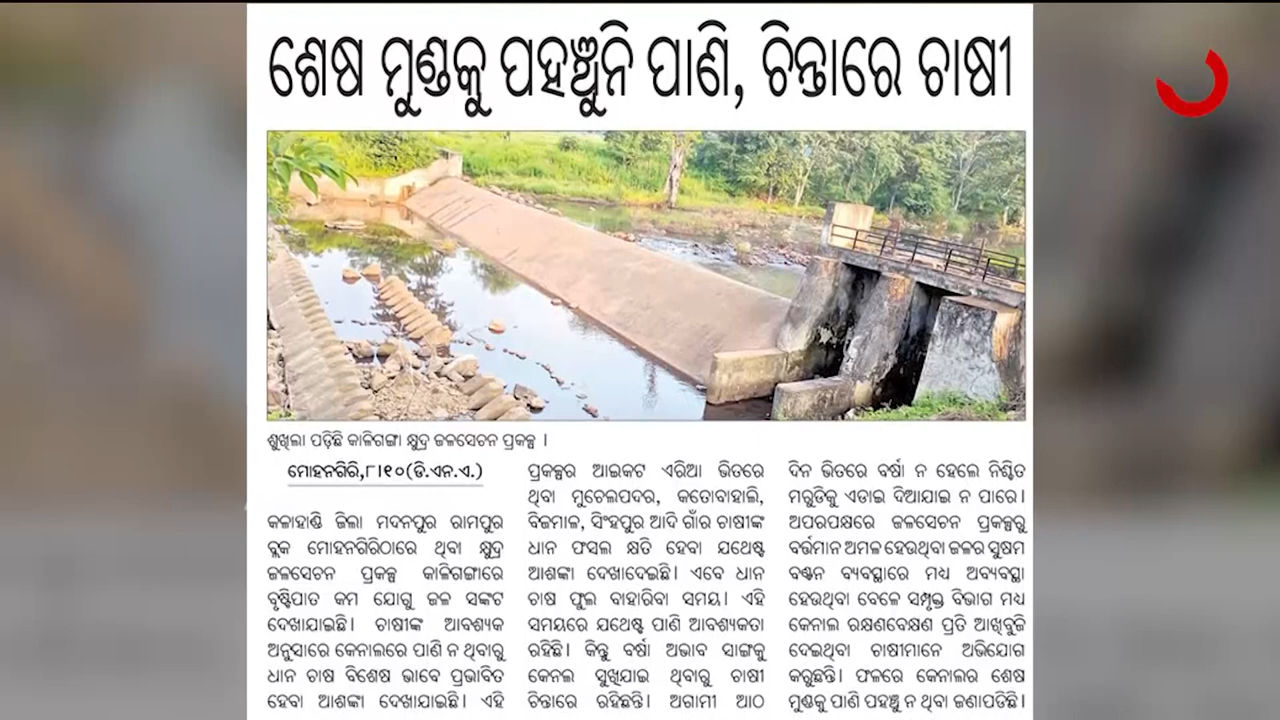 ଶେଷ ମୁଣ୍ଡକୁ ପହଞ୍ଚୁନି ପାଣି, ଚିନ୍ତାରେ ଚାଷୀ
ଶୁଖିଲା ପଡ଼ିଛି କାଳିଗଙ୍ଗା କ୍ଷୁଦ୍ର ଜଳସେଚନ ପ୍ରକଳ୍ପ ।
ମୋହନଗିରି,୮।୧୦(ଡି.ଏନ.ଏ.)
କଳାହାଣ୍ଡି ଜିଲା ମଦନପୁର ରାମପୁର
ବ୍ଲକ ମୋହନଗିରିଠାରେ ଥିବା କ୍ଷୁଦ୍ର
ଜଳସେଚନ ପ୍ରକଳ୍ପ କାଳିଗଙ୍ଗାରେ
ବୃଷ୍ଟିପାତ କମ ଯୋଗୁ ଜଳ ସଙ୍କଟ
ଦେଖାଯାଇଛି। ଚାଷୀଙ୍କ ଆବଶ୍ୟକ
ଅନୁସାରେ କେନାଲରେ ପାଣି ନ ଥିବାରୁ
ଧାନ ଚାଷ ବିଶେଷ ଭାବେ ପ୍ରଭାବିତ
ହେବା ଆଶଙ୍କା ଦେଖାଯାଇଛି। ଏହି
ପ୍ରକଳ୍ପର ଆଇକଟ ଏରିଆ ଭିତରେ
ଥିବା ମୁଚେଲପଦର, କତୋବାହାଲି,
ବିଜମାଳ, ସିଂହପୁର ଆଦି ଗାଁର ଚାଷୀଙ୍କ
ଧାନ ଫସଲ କ୍ଷତି ହେବା ଯଥେଷ୍ଟ
ଆଶଙ୍କା ଦେଖାଦେଇଛି। ଏବେ ଧାନ
ଚାଷ ଫୁଲ ବାହାରିବା ସମୟ। ଏହି
ସମୟରେ ଯଥେଷ୍ଟ ପାଣି ଆବଶ୍ୟକତା
ରହିଛି। କିନ୍ତୁ ବର୍ଷା ଅଭାବ ସାଙ୍ଗକୁ
କେନଲ ସୁଖିଯାଇ ଥିବାରୁ ଚାଷୀ
ଚିନ୍ତାରେ ରହିଛନ୍ତି। ଅଗାମୀ ଆଠ
ଦିନ ଭିତରେ ବର୍ଷା ନ ହେଲେ ନିଶ୍ଚିତ
ମରୁଡିକୁ ଏଡାଇ ଦିଆଯାଇ ନ ପାରେ।
ଅପରପକ୍ଷରେ ଜଳସେଚନ ପ୍ରକଳ୍ପରୁ
ବର୍ତ୍ତମାନ ଅମଳ ହେଉଥିବା ଜଳର ସୁଷମ
ବଣ୍ଟନ ବ୍ୟବସ୍ଥାରେ ମଧ୍ୟ ଅବ୍ୟବସ୍ଥା
ହେଉଥିବା ବେଳେ ସମ୍ପୃକ୍ତ ବିଭାଗ ମଧ୍ୟ
କେନାଲ ରକ୍ଷଣବେକ୍ଷଣ ପ୍ରତି ଆଖିବୁଜି
ଦେଇଥିବା ଚାଷୀମାନେ ଅଭିଯୋଗ
କରୁଛନ୍ତି। ଫଳରେ କେନାଲର ଶେଷ
ମୁଣ୍ଡକୁ ପାଣି ପହଞ୍ଚୁ ନ ଥିବା ଜଣାପଡିଛି।